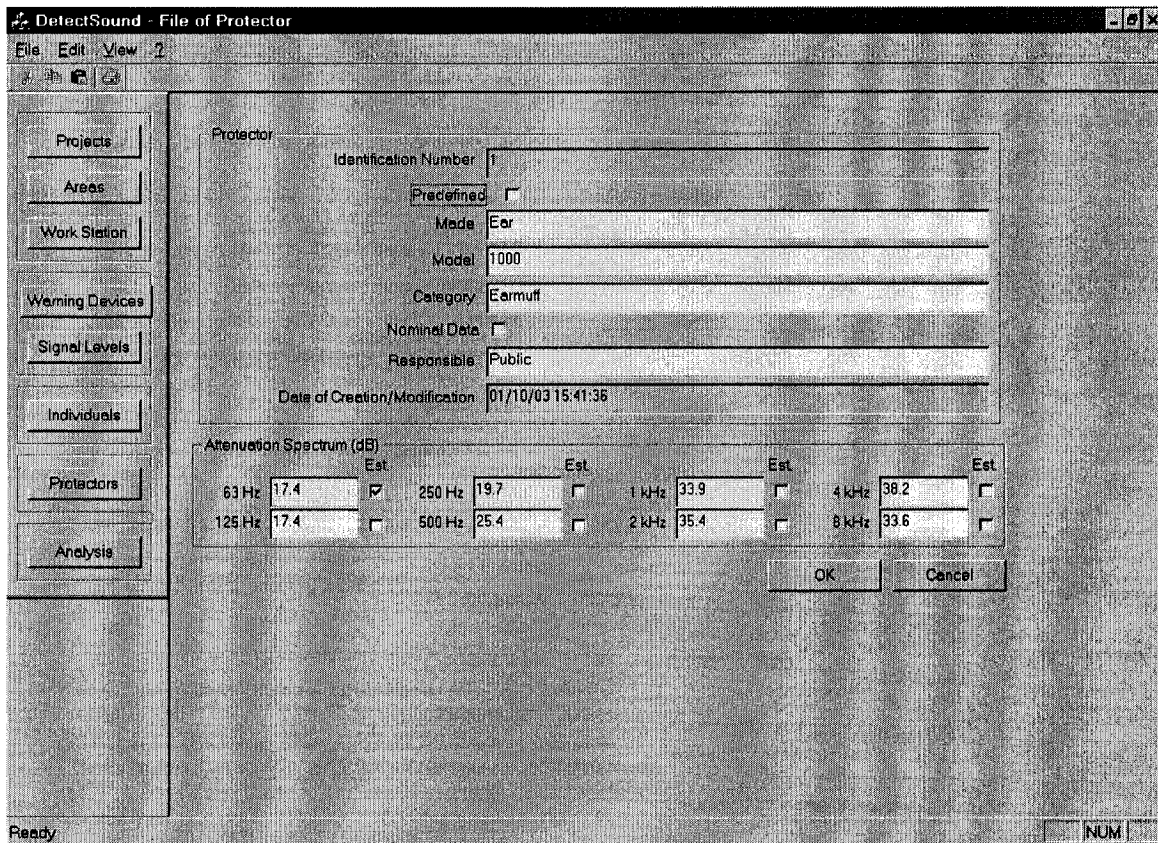 DetectSound - File of Protector
File Edit View ?
Projects
Areas
Work Station
Warning Devices
Signal Levels
Individuals
Protectors
Analysis
Protector
Identification Number 1
Predefined
Made Ear
Model 1000
Category Earmuff
Nominal Data
Responsible Public
Date of Creation/Modification 01/10/03 15:41:36
Attenuation Spectrum (dB)
Est. Est. Est. Est.
63 Hz 17.4 250 Hz 19.7 1 kHz 33.9 4 kHz 38.2
125 Hz 17.4 500 Hz 25.4 2 kHz 35.4 8 kHz 33.6
OK Cancel
Ready NUM